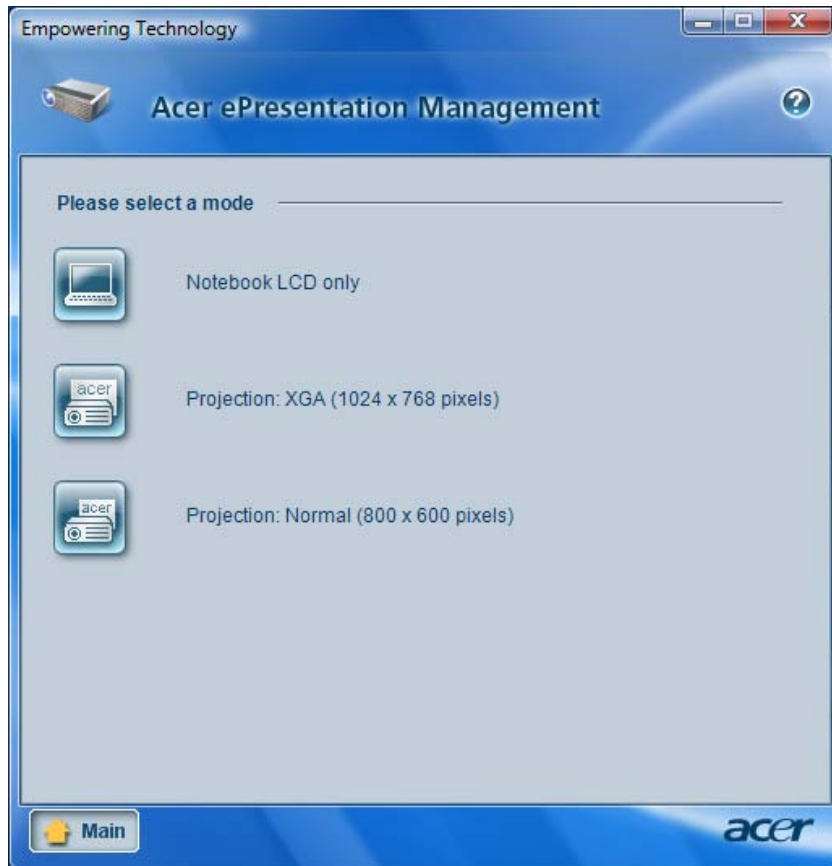 Empowering Technology
Acer ePresentation Management
?
Please select a mode
Notebook LCD only
acer
Projection: XGA (1024 x 768 pixels)
acer
Projection: Normal (800 x 600 pixels)
Main
acer